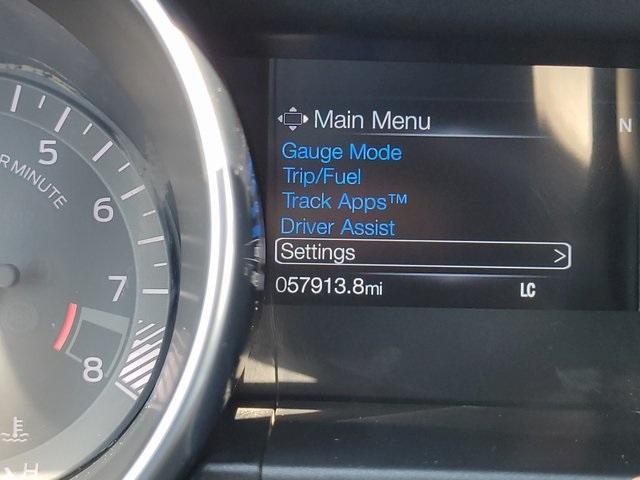 Main Menu
N
Gauge Mode
Trip/Fuel
Track Apps™
Driver Assist
Settings >
057913.8mi
LC
5
6
7
8
R MINUTE
H